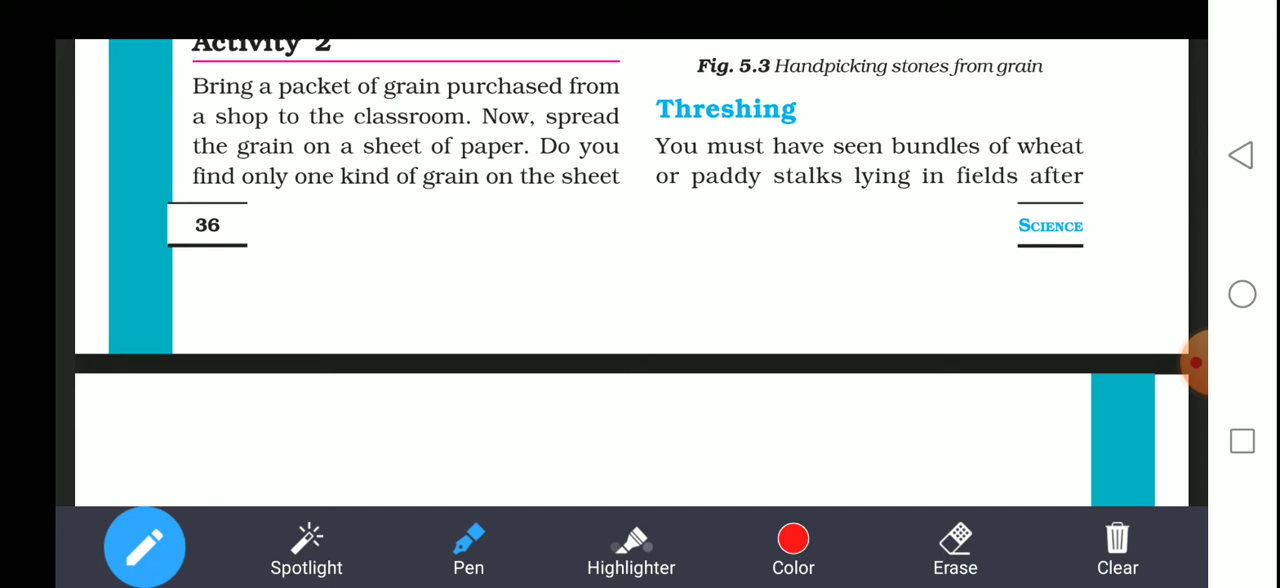 Activity 2
Bring a packet of grain purchased from
a shop to the classroom. Now, spread
the grain on a sheet of paper. Do you
find only one kind of grain on the sheet
36
Fig. 5.3 Handpicking stones from grain
Threshing
You must have seen bundles of wheat
or paddy stalks lying in fields after
SCIENCE
Spotlight
Pen
Highlighter
Color
Erase
Clear